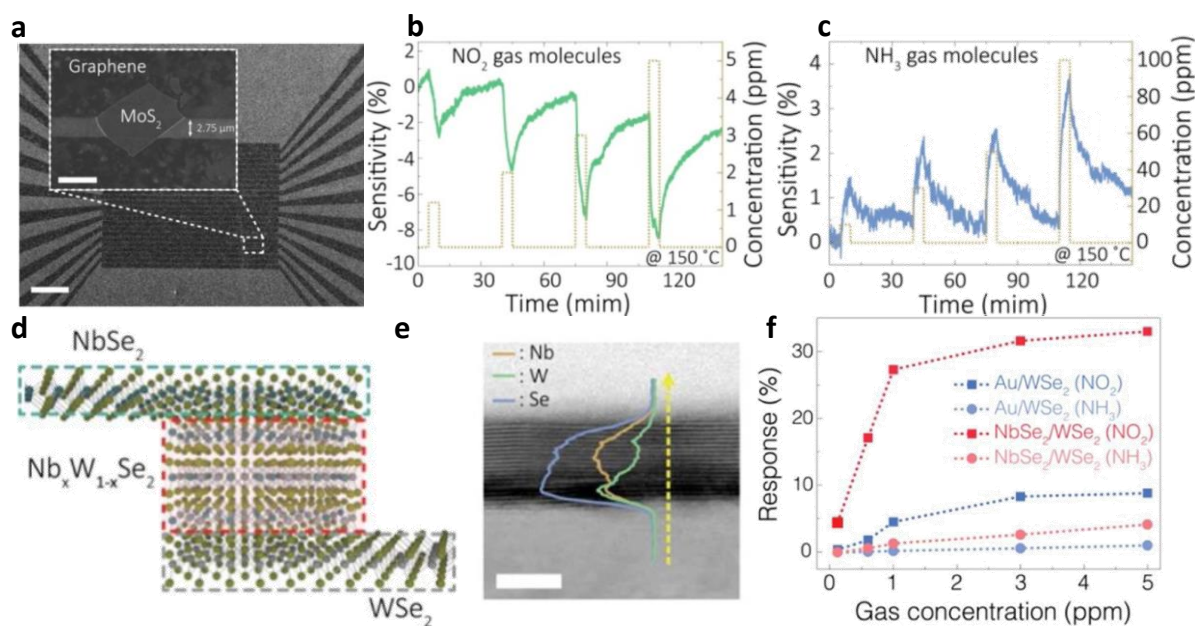 a
Graphene
MoS₂
2.75 μm
b
NO₂ gas molecules
Sensitivity (%)
2
0
-2
-4
-6
-8
-10
Concentration (ppm)
5
4
3
2
1
0
@ 150 °C
0 30 60 90 120
Time (mim)
c
NH₃ gas molecules
Sensitivity (%)
4
3
2
1
0
Concentration (ppm)
100
80
60
40
20
0
@ 150 °C
0 30 60 90 120
Time (mim)
d
NbSe₂
NbₓW₁₋ₓSe₂
WSe₂
e
: Nb
: W
: Se
f
Response (%)
30
20
10
0
Au/WSe₂ (NO₂)
Au/WSe₂ (NH₃)
NbSe₂/WSe₂ (NO₂)
NbSe₂/WSe₂ (NH₃)
0 1 2 3 4 5
Gas concentration (ppm)